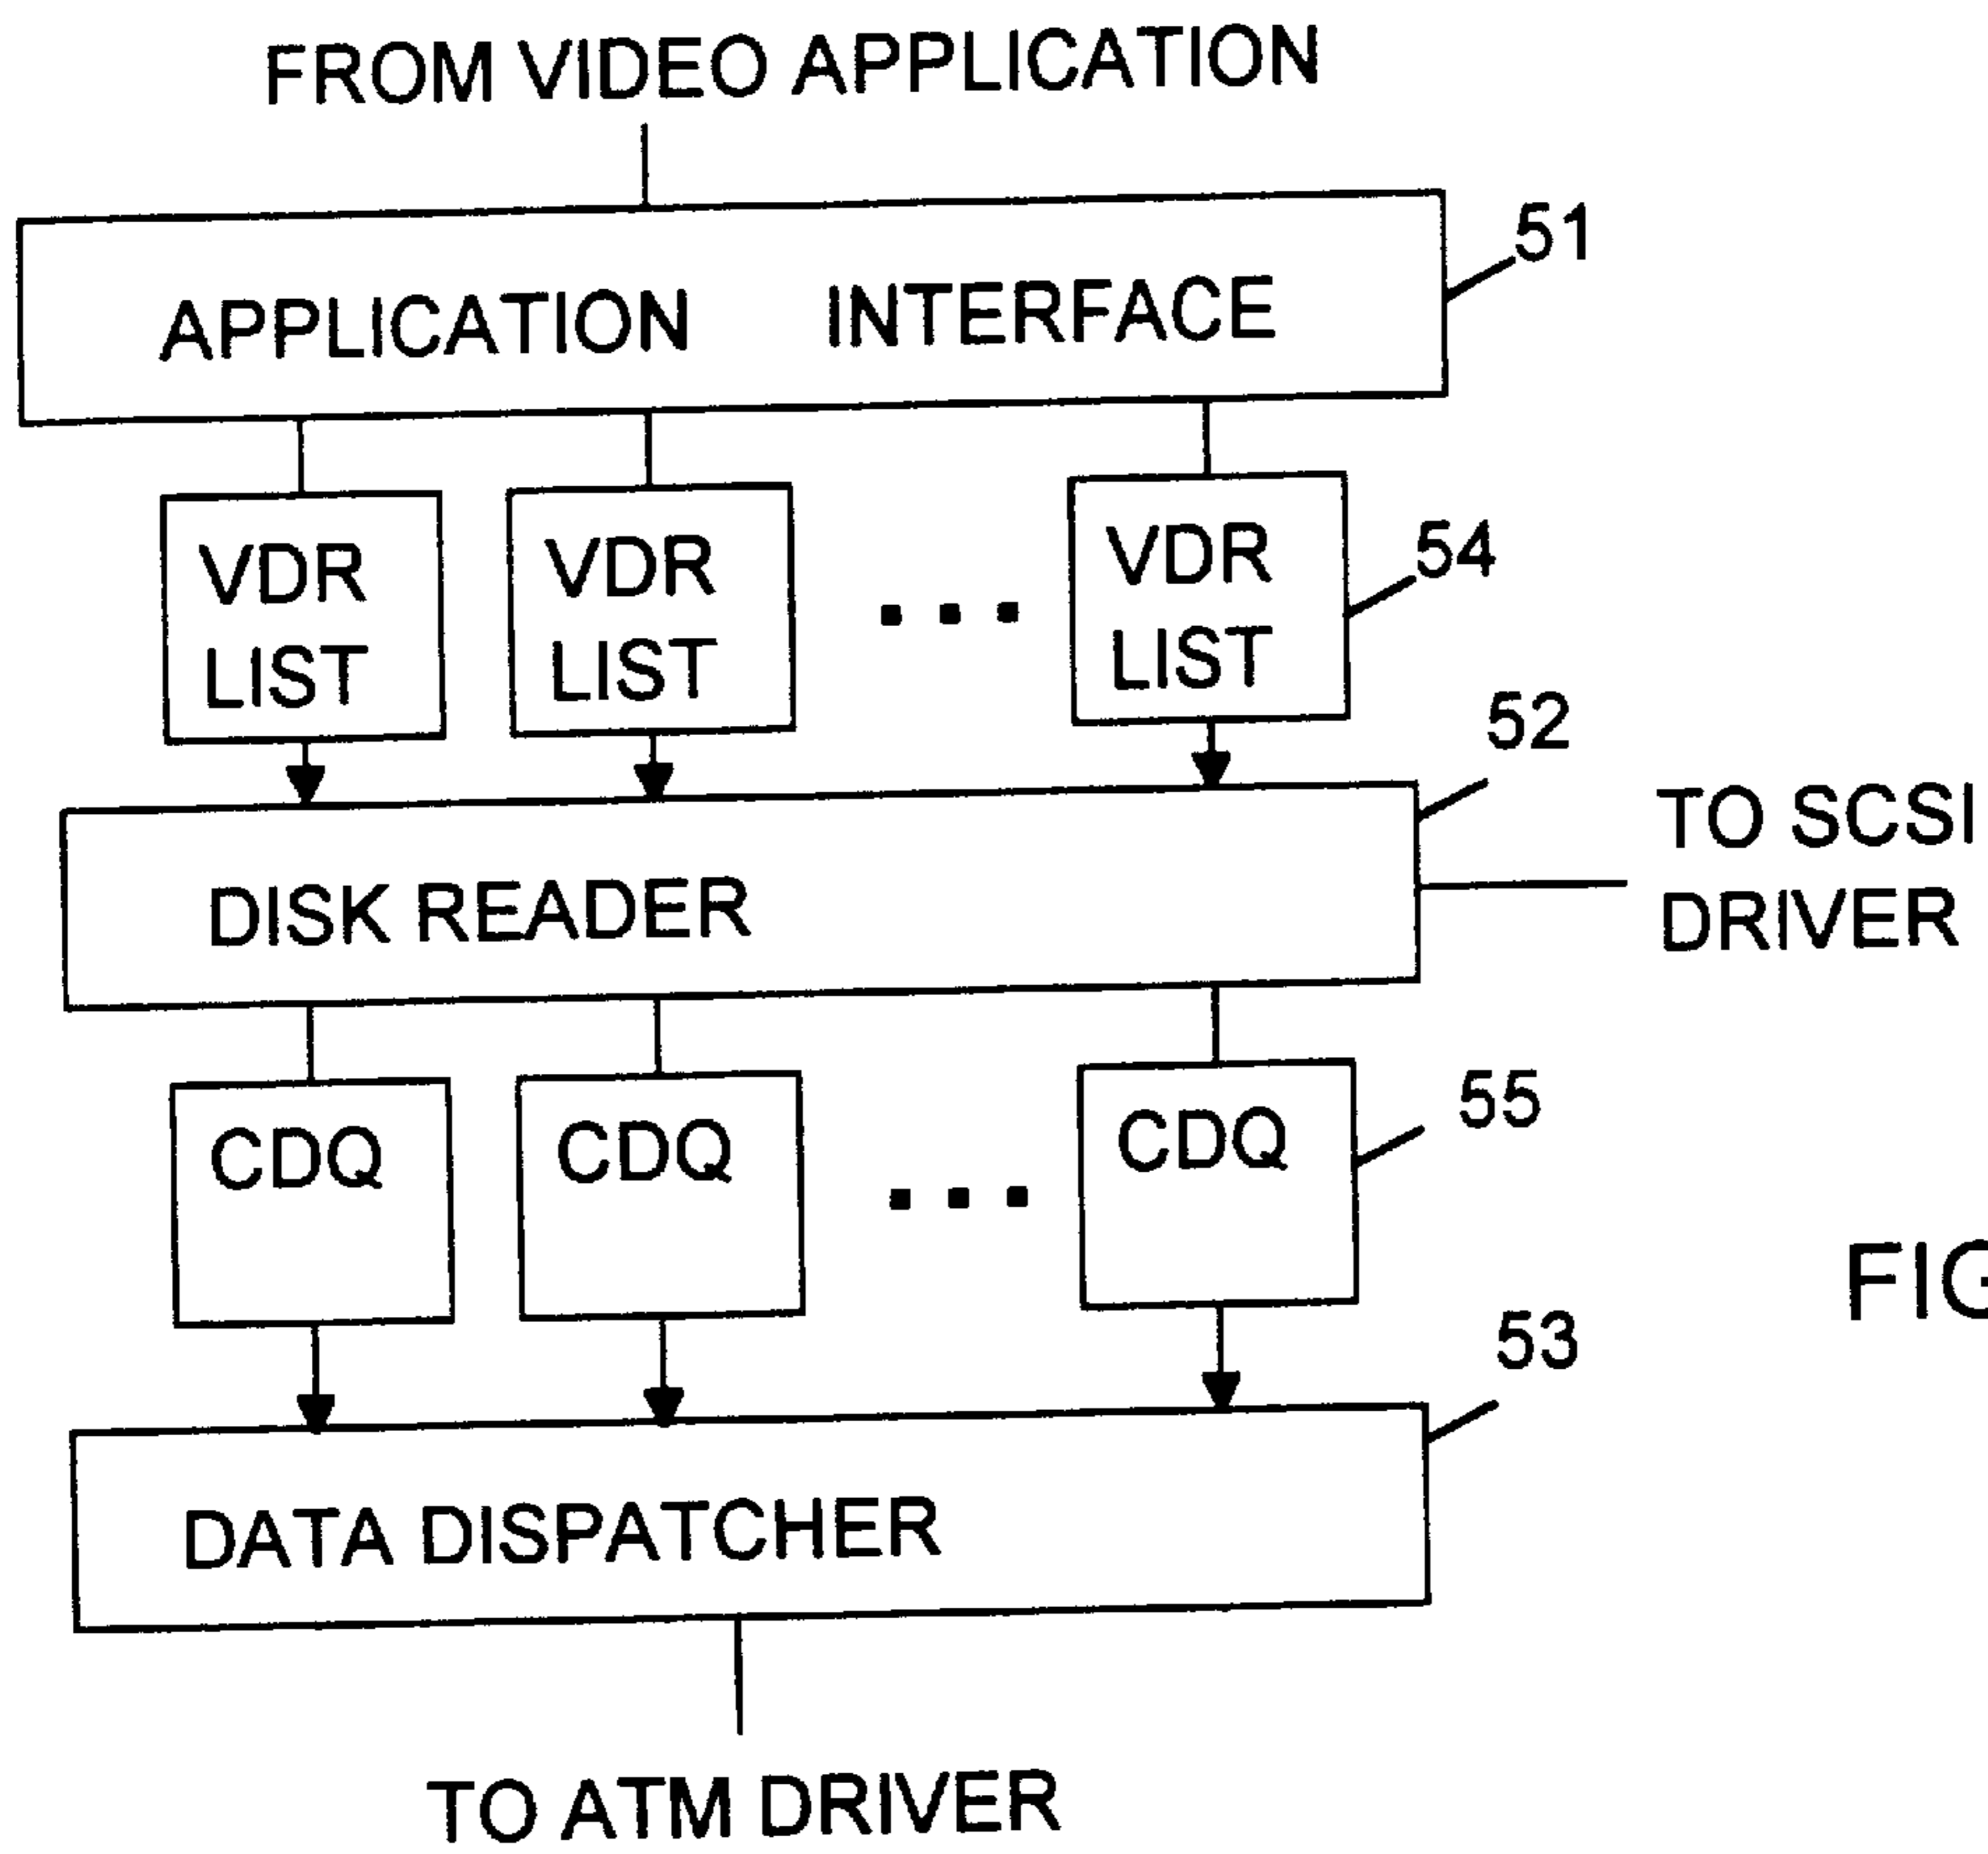 FROM VIDEO APPLICATION
51
APPLICATION INTERFACE
VDR LIST
VDR LIST
VDR LIST
54
52
DISK READER
TO SCSI
DRIVER
CDQ
CDQ
CDQ
55
FIG
53
DATA DISPATCHER
TO ATM DRIVER